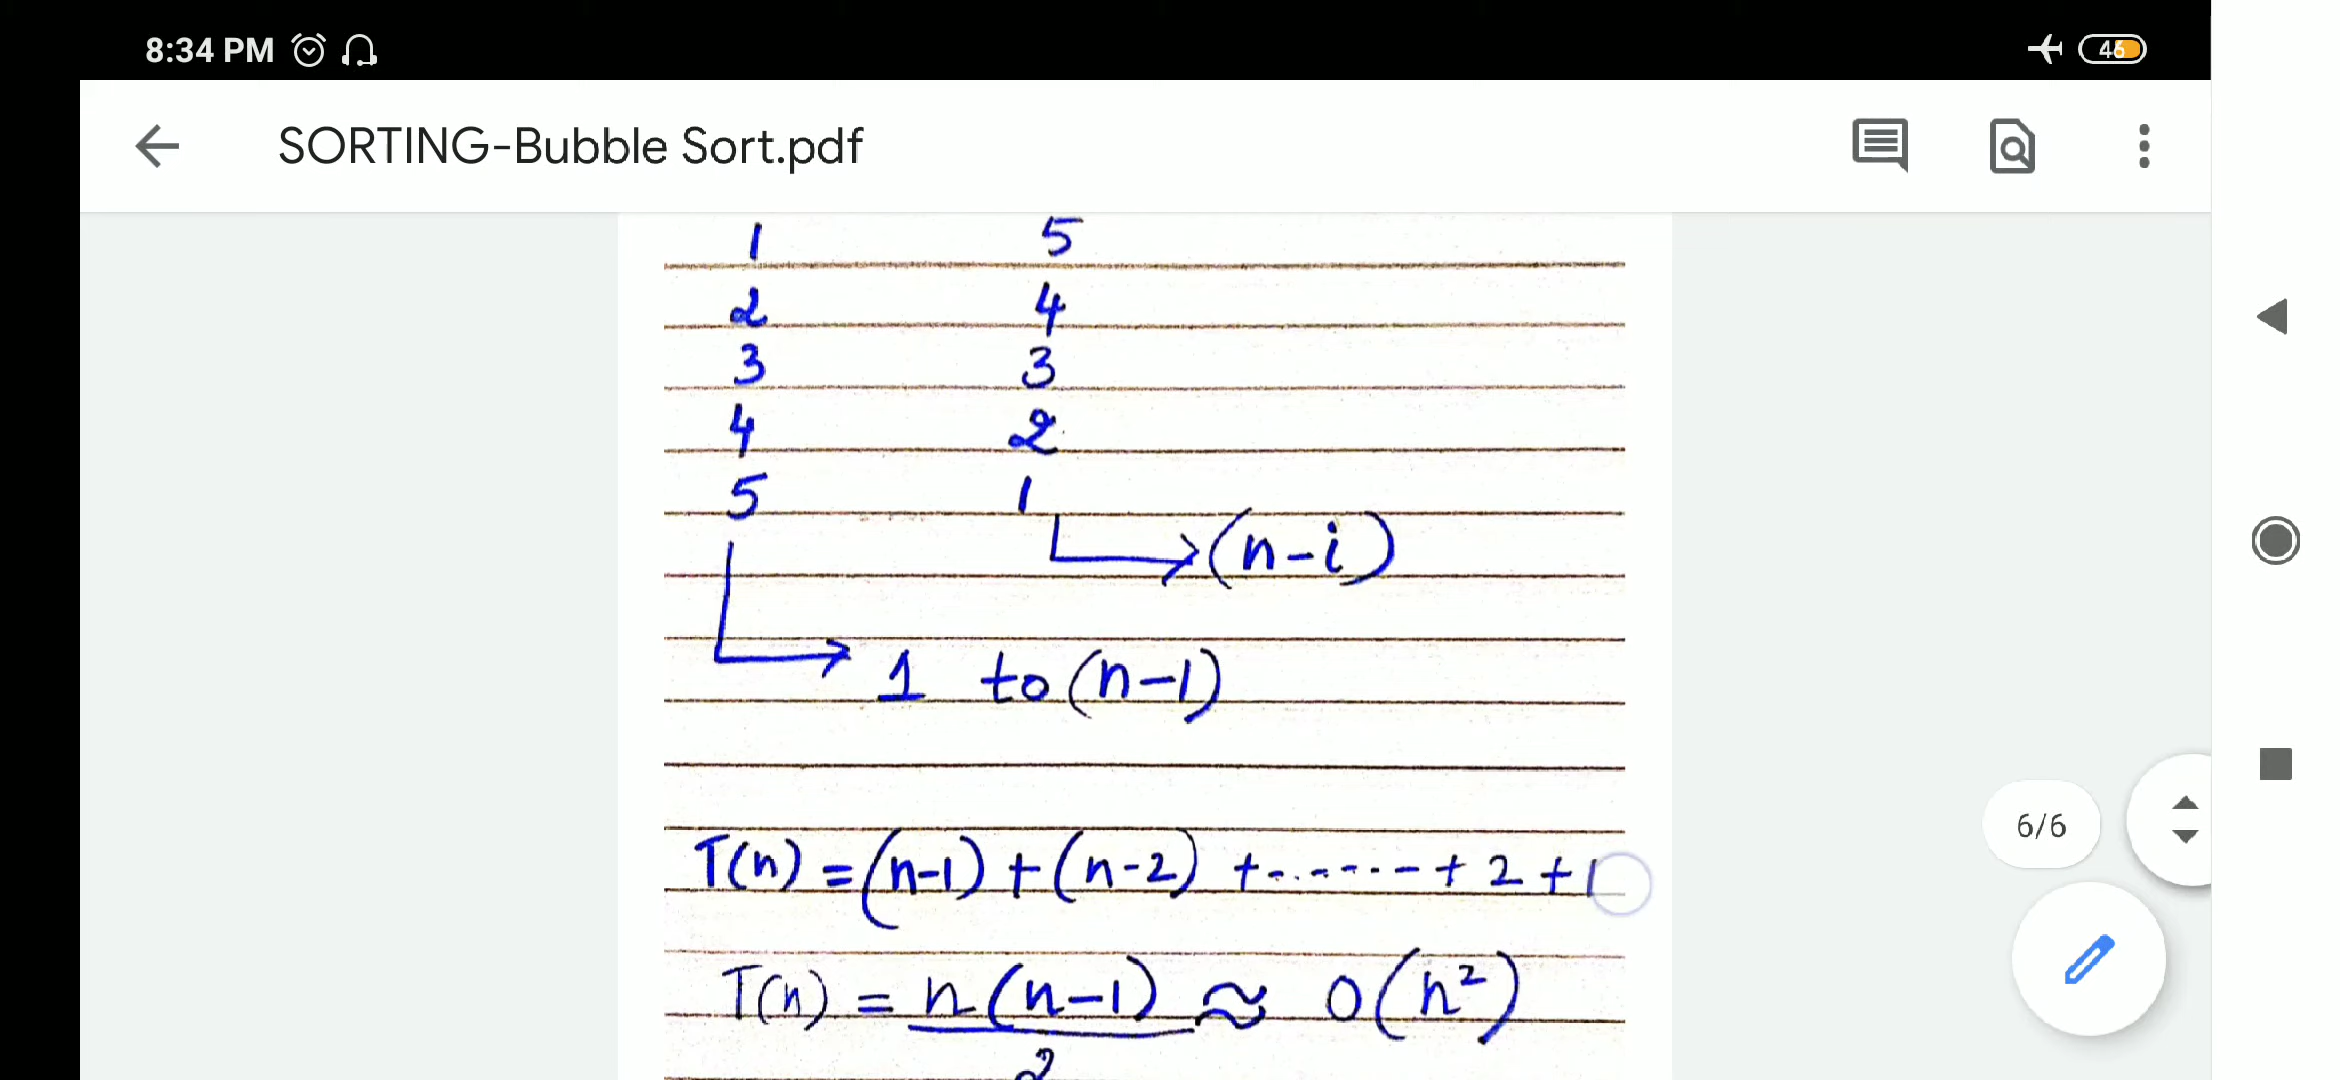 8:34 PM
46
SORTING-Bubble Sort.pdf
1 5
2 4
3 3
4 2
5 1
(n-i)
1 to (n-1)
T(n) = (n-1) + (n-2) +.......+ 2 + 1
6/6
T(n) = n(n-1) ≈ O(n²)
2